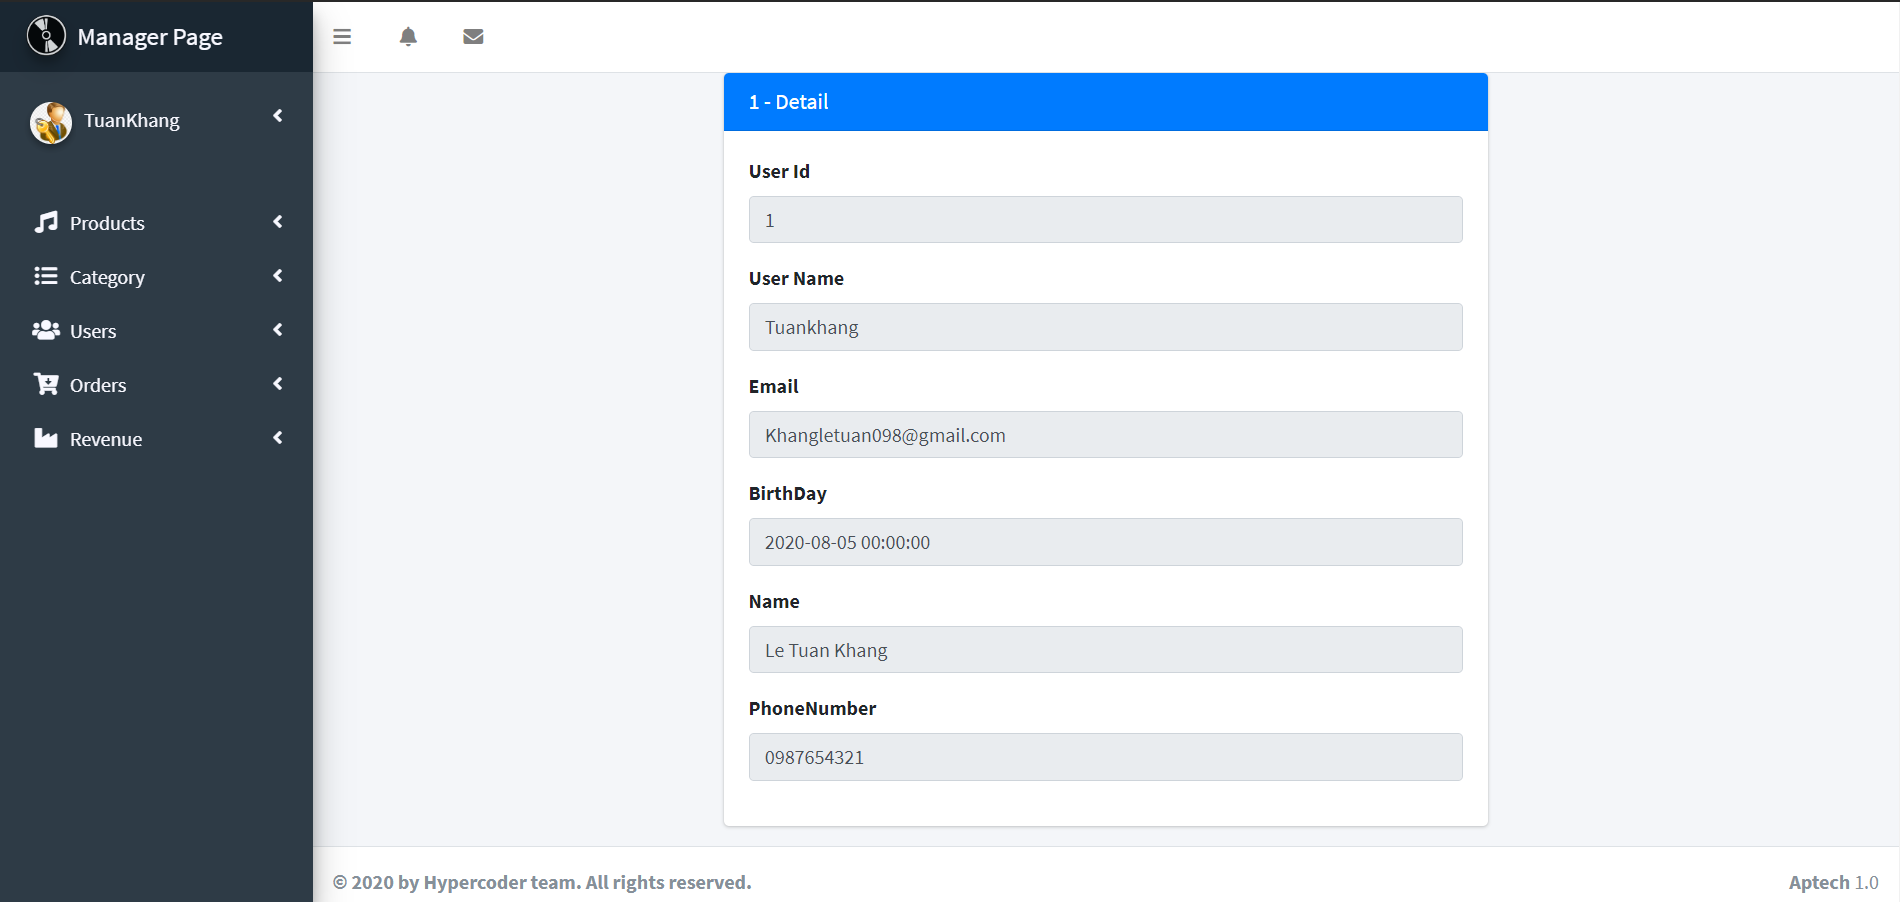 Manager Page
TuanKhang
Products
Category
Users
Orders
Revenue
1 - Detail
User Id
1
User Name
Tuankhang
Email
Khangletuan098@gmail.com
BirthDay
2020-08-05 00:00:00
Name
Le Tuan Khang
PhoneNumber
0987654321
© 2020 by Hypercoder team. All rights reserved.
Aptech 1.0